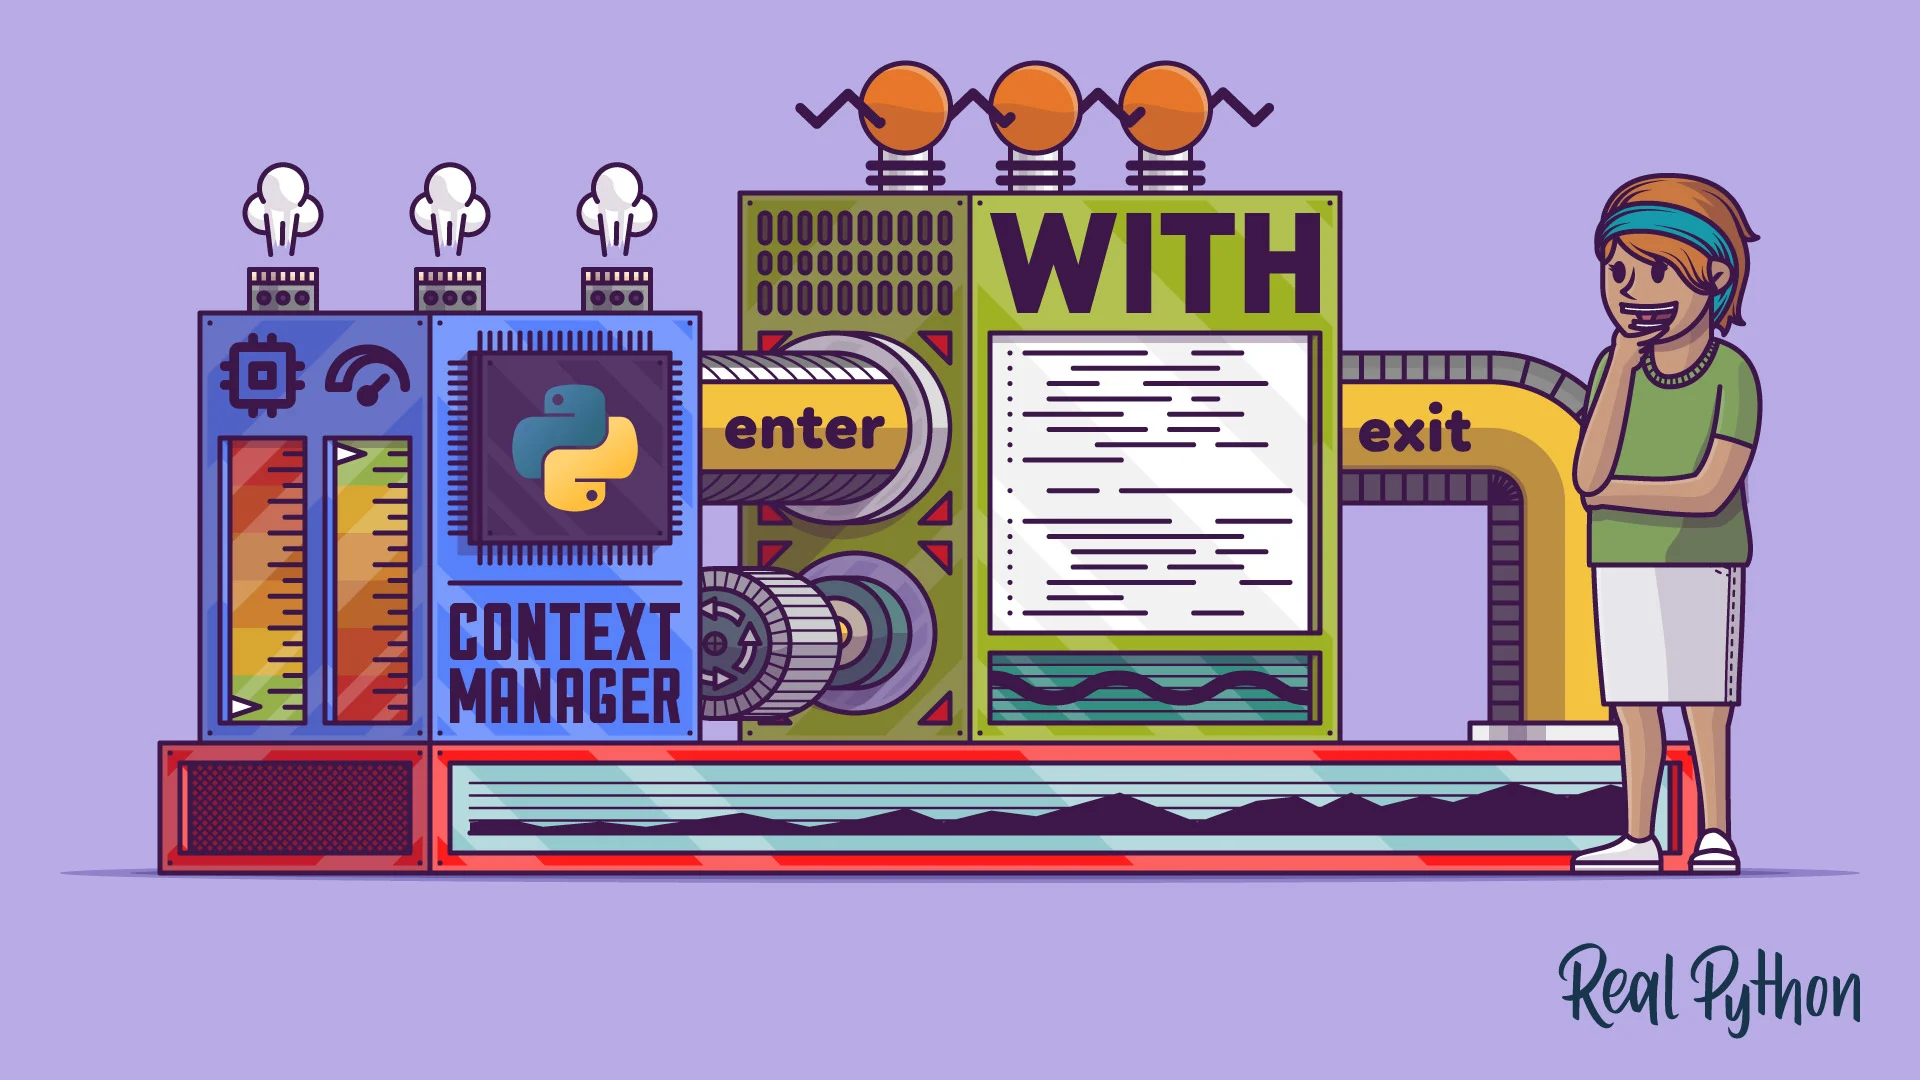 WITH
enter
exit
CONTEXT
MANAGER
Real Python